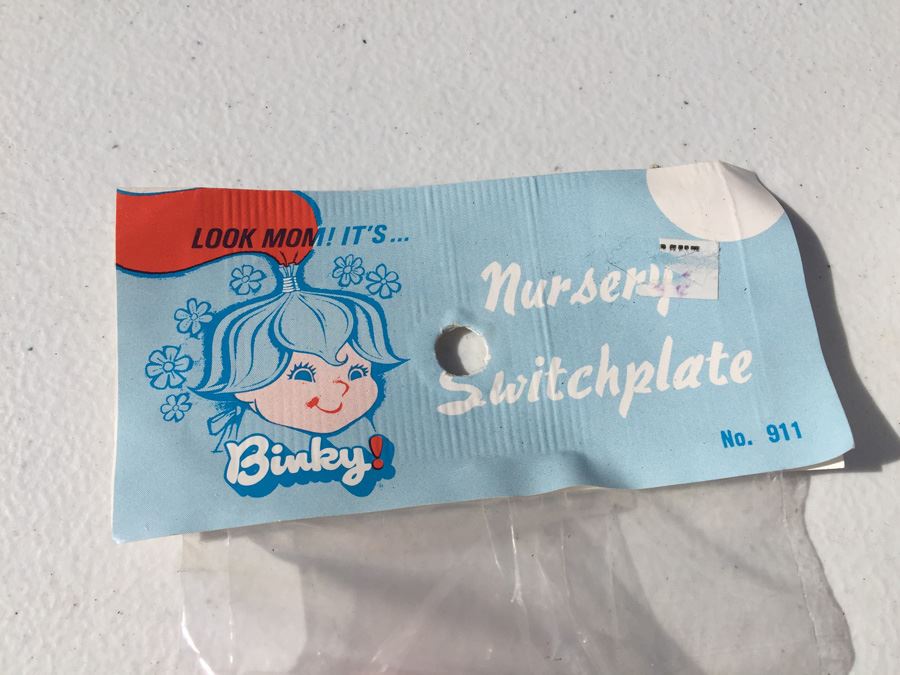 LOOK MOM! IT'S...
Binky!
Nursery
Switchplate
No. 911